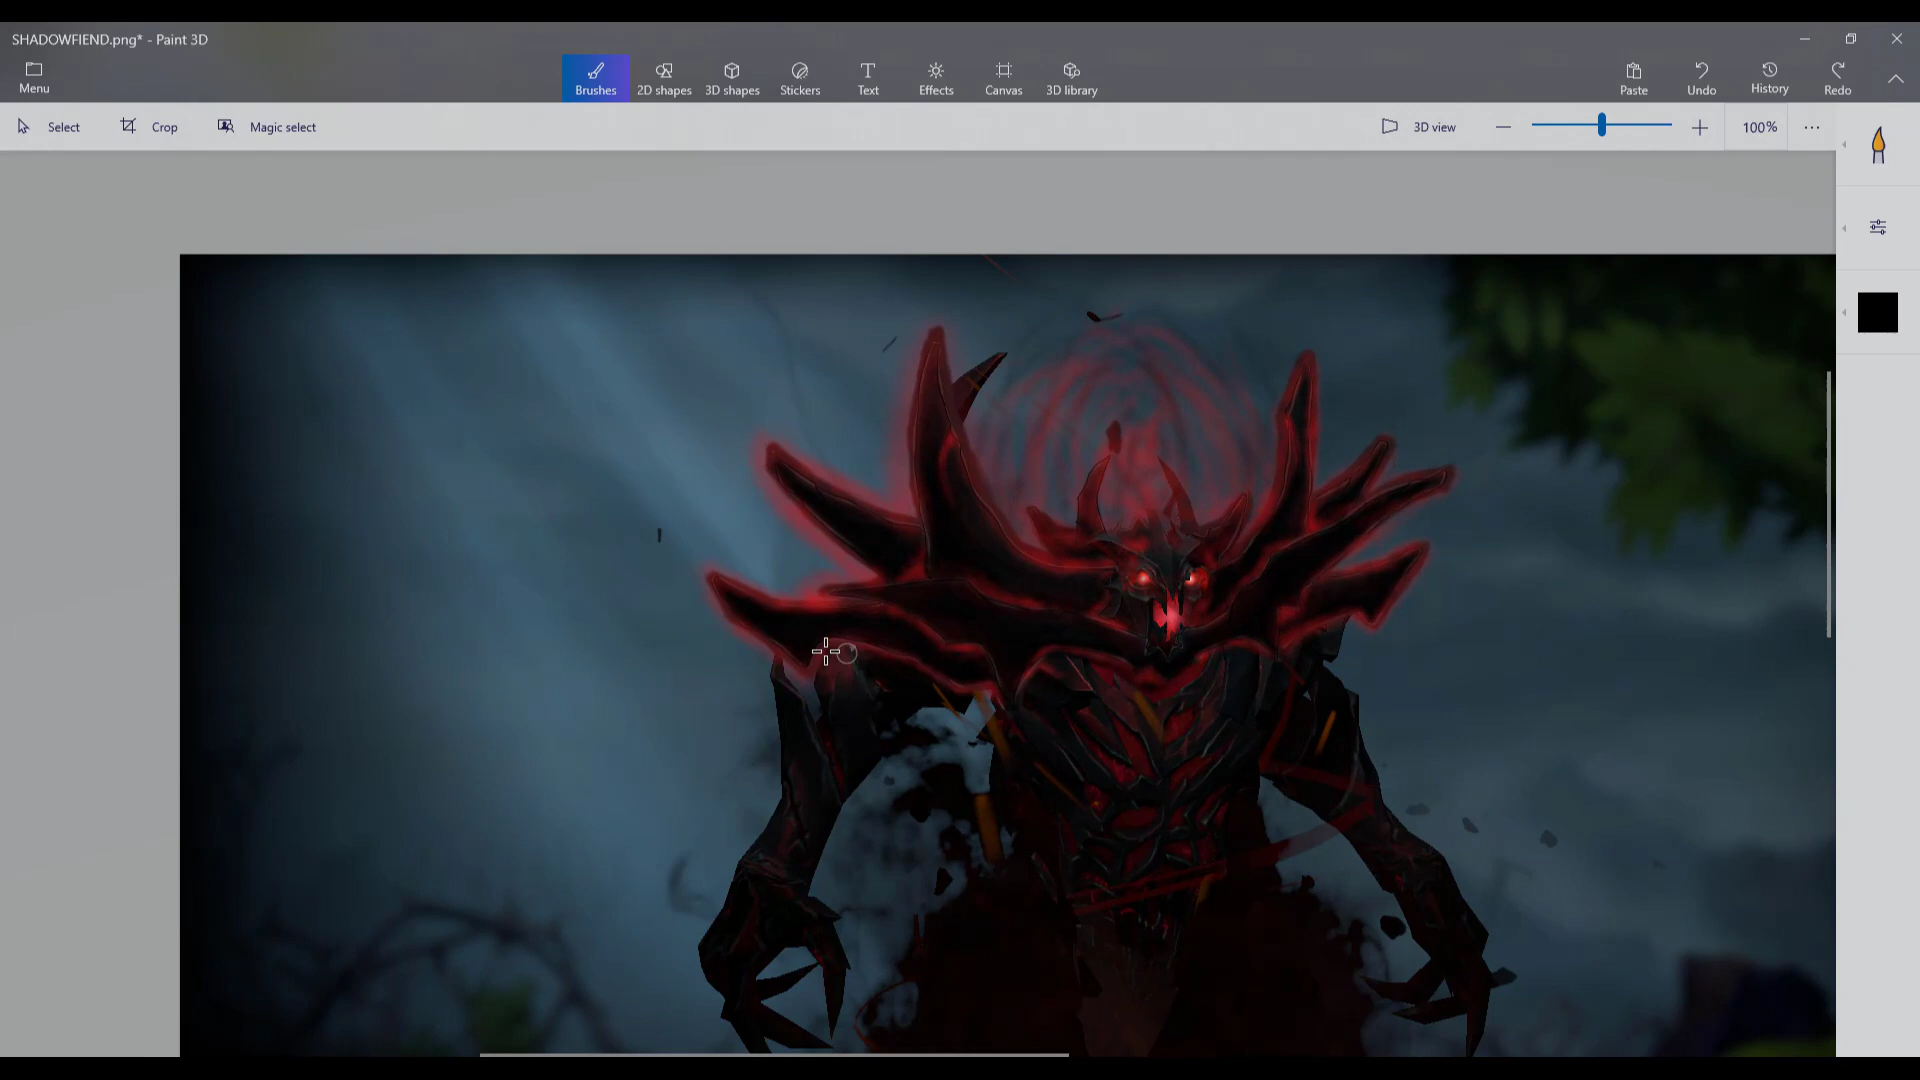 SHADOWFIEND.png* - Paint 3D
Menu
Brushes
2D shapes
3D shapes
Stickers
Text
Effects
Canvas
3D library
Paste
Undo
History
Redo
Select
Crop
Magic select
3D view
100%